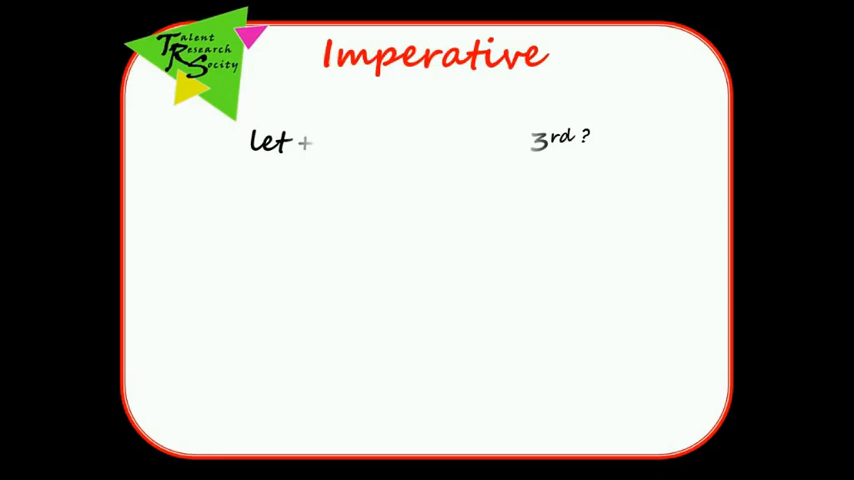 Talent
Research
Socity
Imperative
let + 3rd ?